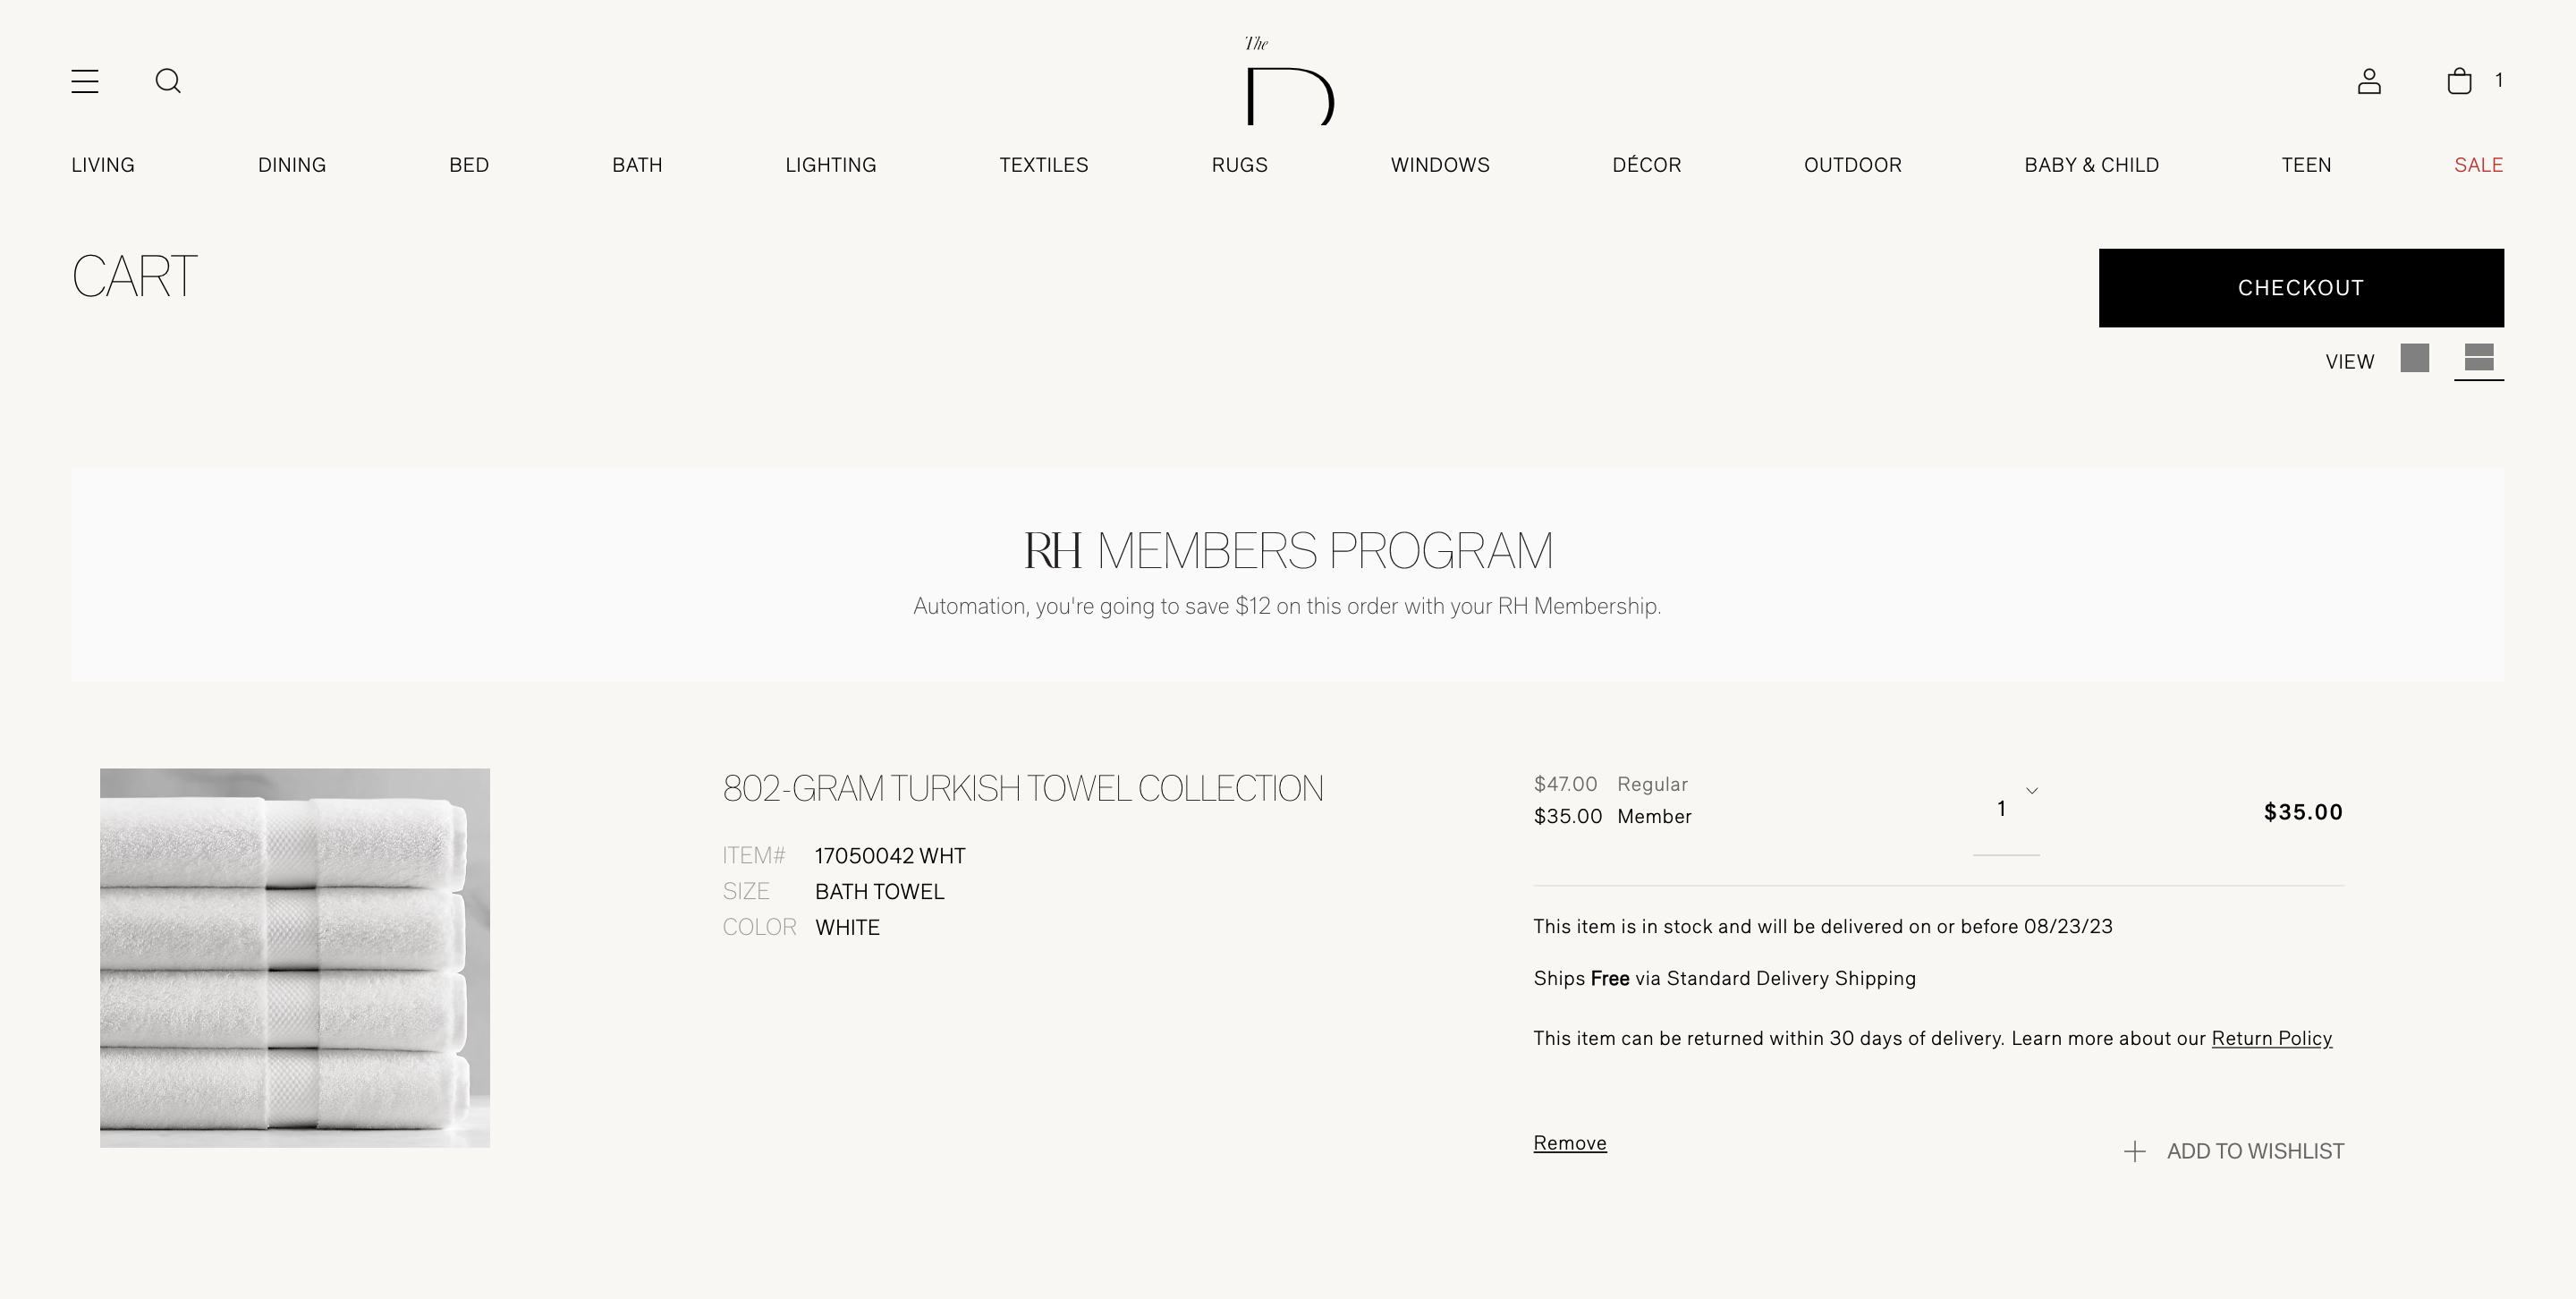 The
1
LIVING DINING BED BATH LIGHTING TEXTILES RUGS WINDOWS DÉCOR OUTDOOR BABY & CHILD TEEN SALE
CART
CHECKOUT
VIEW
RH MEMBERS PROGRAM
Automation, you're going to save $12 on this order with your RH Membership.
802-GRAM TURKISH TOWEL COLLECTION
ITEM# 17050042 WHT
SIZE BATH TOWEL
COLOR WHITE
$47.00 Regular
$35.00 Member
1
$35.00
This item is in stock and will be delivered on or before 08/23/23
Ships Free via Standard Delivery Shipping
This item can be returned within 30 days of delivery. Learn more about our Return Policy
Remove
ADD TO WISHLIST